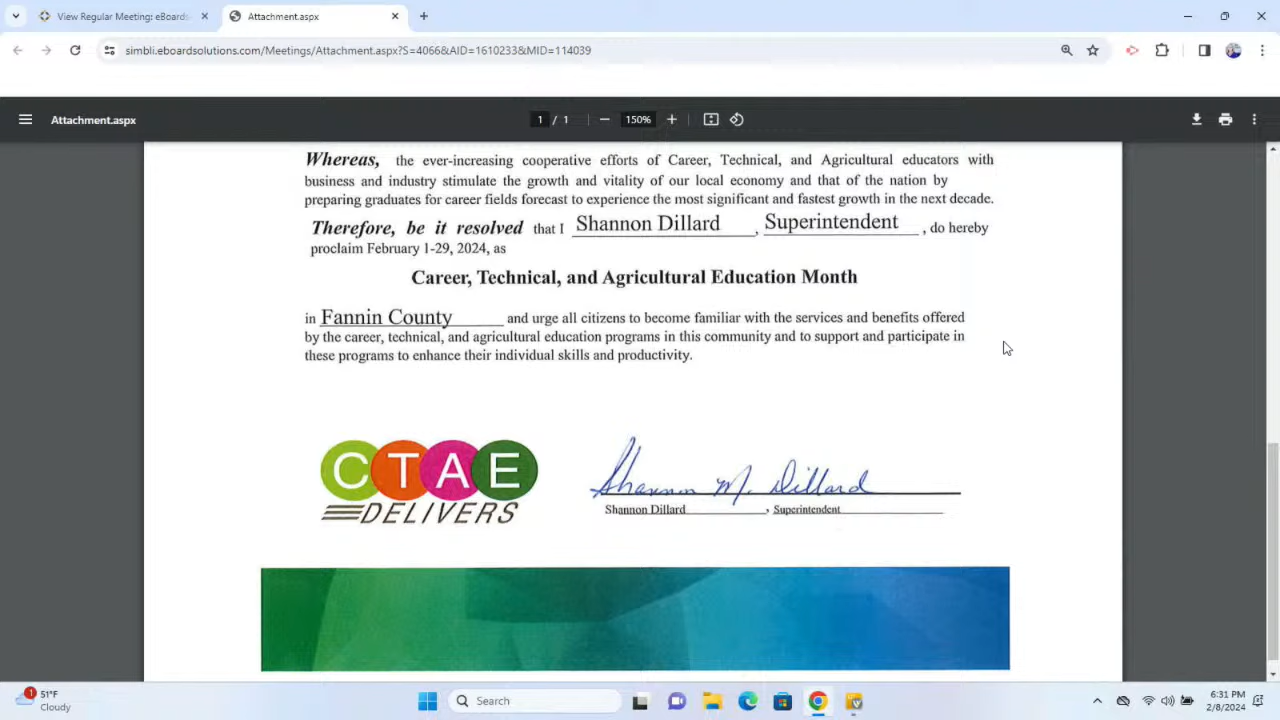 View Regular Meeting: eBoards
Attachment.aspx
simbli.eboardsolutions.com/Meetings/Attachment.aspx?S=4066&AID=1610233&MID=114039
Attachment.aspx
1 / 1
150%
Whereas, the ever-increasing cooperative efforts of Career, Technical, and Agricultural educators with
business and industry stimulate the growth and vitality of our local economy and that of the nation by
preparing graduates for career fields forecast to experience the most significant and fastest growth in the next decade.
Therefore, be it resolved that I Shannon Dillard, Superintendent, do hereby
proclaim February 1-29, 2024, as
Career, Technical, and Agricultural Education Month
in Fannin County and urge all citizens to become familiar with the services and benefits offered
by the career, technical, and agricultural education programs in this community and to support and participate in
these programs to enhance their individual skills and productivity.
CTAE
DELIVERS
Shannon M. Dillard
Shannon Dillard, Superintendent
1
51°F
Cloudy
Search
6:31 PM
2/8/2024